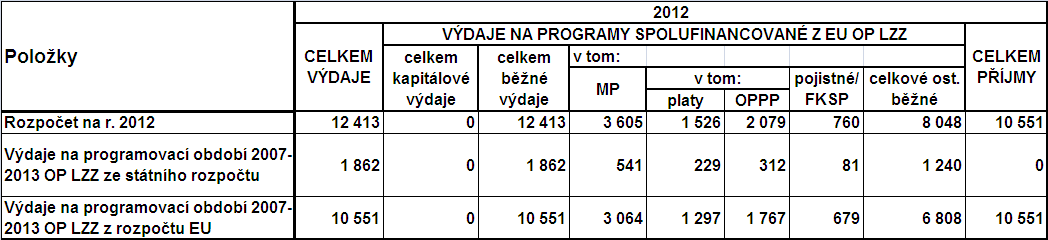 2012
Položky
VÝDAJE NA PROGRAMY SPOLUFINANCOVANÉ Z EU OP LZZ
CELKEM VÝDAJE
celkem kapitálové výdaje
celkem běžné výdaje
v tom:
MP
v tom:
platy
OPPP
pojistné/ FKSP
celkové ost. běžné
CELKEM PŘÍJMY
Rozpočet na r. 2012 12 413 0 12 413 3 605 1 526 2 079 760 8 048 10 551
Výdaje na programovací období 2007-
2013 OP LZZ ze státního rozpočtu 1 862 0 1 862 541 229 312 81 1 240 0
Výdaje na programovací období 2007-
2013 OP LZZ z rozpočtu EU 10 551 0 10 551 3 064 1 297 1 767 679 6 808 10 551